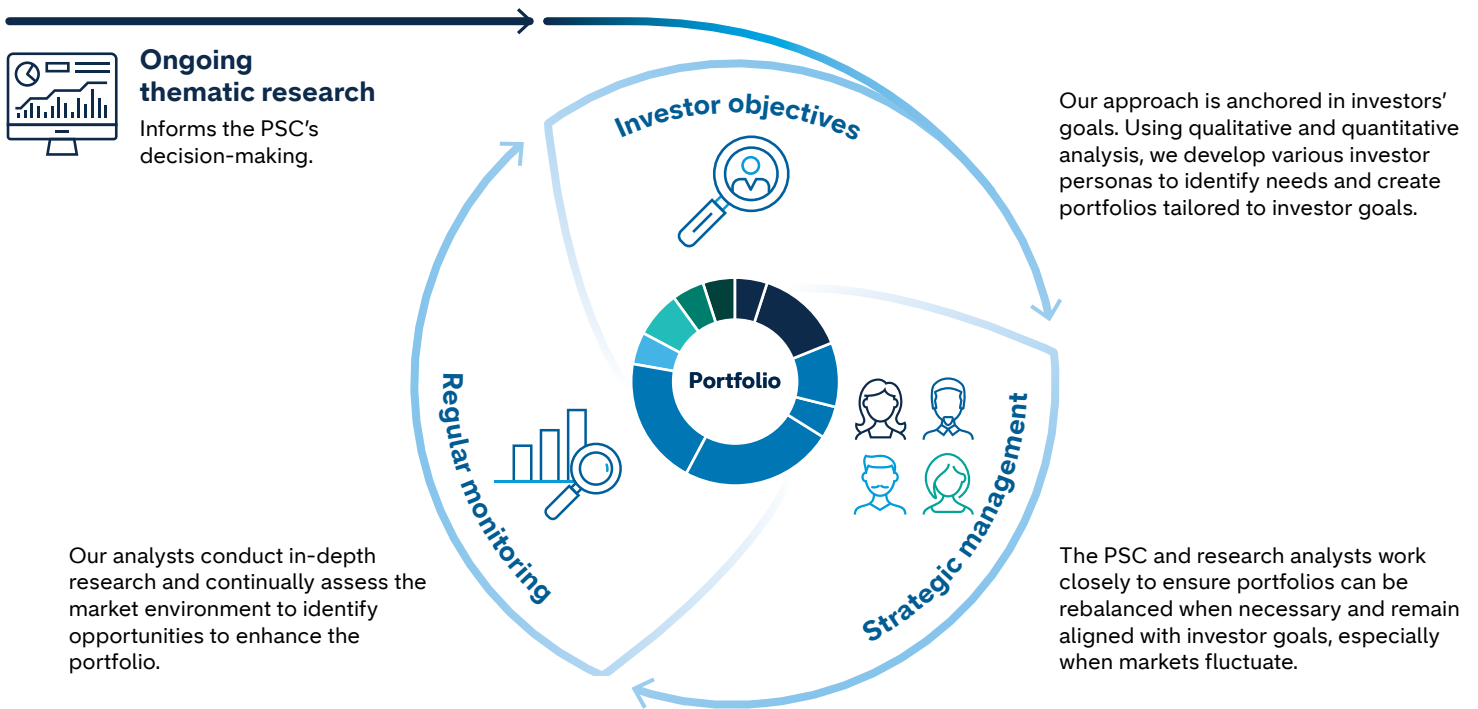 Ongoing
thematic research
Informs the PSC’s
decision-making.
Investor objectives
Our approach is anchored in investors’
goals. Using qualitative and quantitative
analysis, we develop various investor
personas to identify needs and create
portfolios tailored to investor goals.
Portfolio
Regular monitoring
Strategic management
Our analysts conduct in-depth
research and continually assess the
market environment to identify
opportunities to enhance the
portfolio.
The PSC and research analysts work
closely to ensure portfolios can be
rebalanced when necessary and remain
aligned with investor goals, especially
when markets fluctuate.